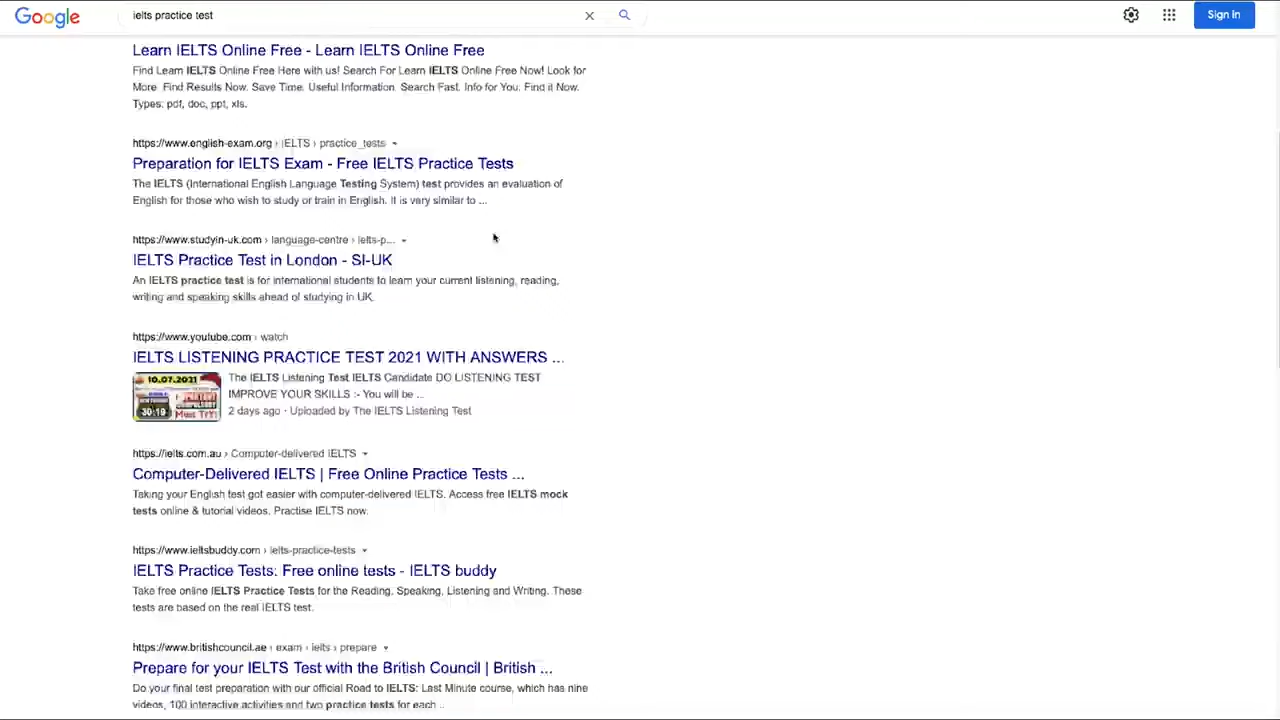 Google
ielts practice test
Sign in
Learn IELTS Online Free - Learn IELTS Online Free
Find Learn IELTS Online Free Here with us! Search For Learn IELTS Online Free Now! Look for
More Find Results Now. Save Time. Useful Information. Search Fast. Info for You. Find it Now.
Types: pdf, doc, ppt, xls.
https://www.english-exam.org › IELTS › practice_tests
Preparation for IELTS Exam - Free IELTS Practice Tests
The IELTS (International English Language Testing System) test provides an evaluation of
English for those who wish to study or train in English. It is very similar to ...
https://www.studyin-uk.com › language-centre › ielts-p...
IELTS Practice Test in London - SI-UK
An IELTS practice test is for international students to learn your current listening, reading,
writing and speaking skills ahead of studying in UK.
https://www.youtube.com › watch
IELTS LISTENING PRACTICE TEST 2021 WITH ANSWERS ...
10.07.2021
30:19
Must TRY!
The IELTS Listening Test IELTS Candidate DO LISTENING TEST
IMPROVE YOUR SKILLS :- You will be ...
2 days ago · Uploaded by The IELTS Listening Test
https://ielts.com.au › Computer-delivered IELTS
Computer-Delivered IELTS | Free Online Practice Tests ...
Taking your English test got easier with computer-delivered IELTS. Access free IELTS mock
tests online & tutorial videos. Practise IELTS now.
https://www.ieltsbuddy.com › ielts-practice-tests
IELTS Practice Tests: Free online tests - IELTS buddy
Take free online IELTS Practice Tests for the Reading, Speaking, Listening and Writing. These
tests are based on the real IELTS test.
https://www.britishcouncil.ae › exam › ielts › prepare
Prepare for your IELTS Test with the British Council | British ...
Do your final test preparation with our official Road to IELTS: Last Minute course, which has nine
videos, 100 interactive activities and two practice tests for each ..